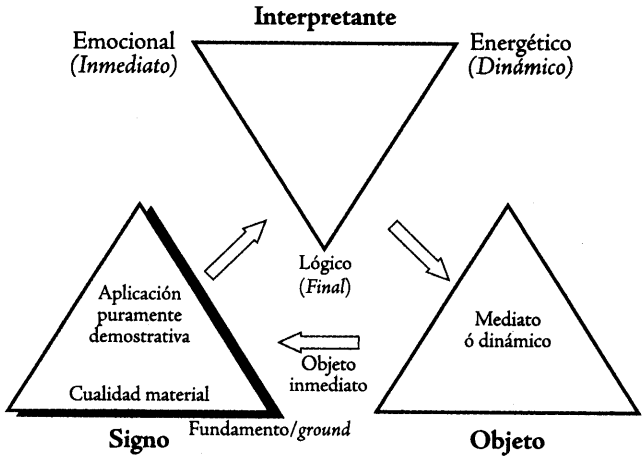 Interpretante
Emocional
(Inmediato)
Energético
(Dinámico)
Lógico
(Final)
Aplicación
puramente
demostrativa
Cualidad material
Signo
Fundamento/ground
Objeto
inmediato
Mediato
ó dinámico
Objeto